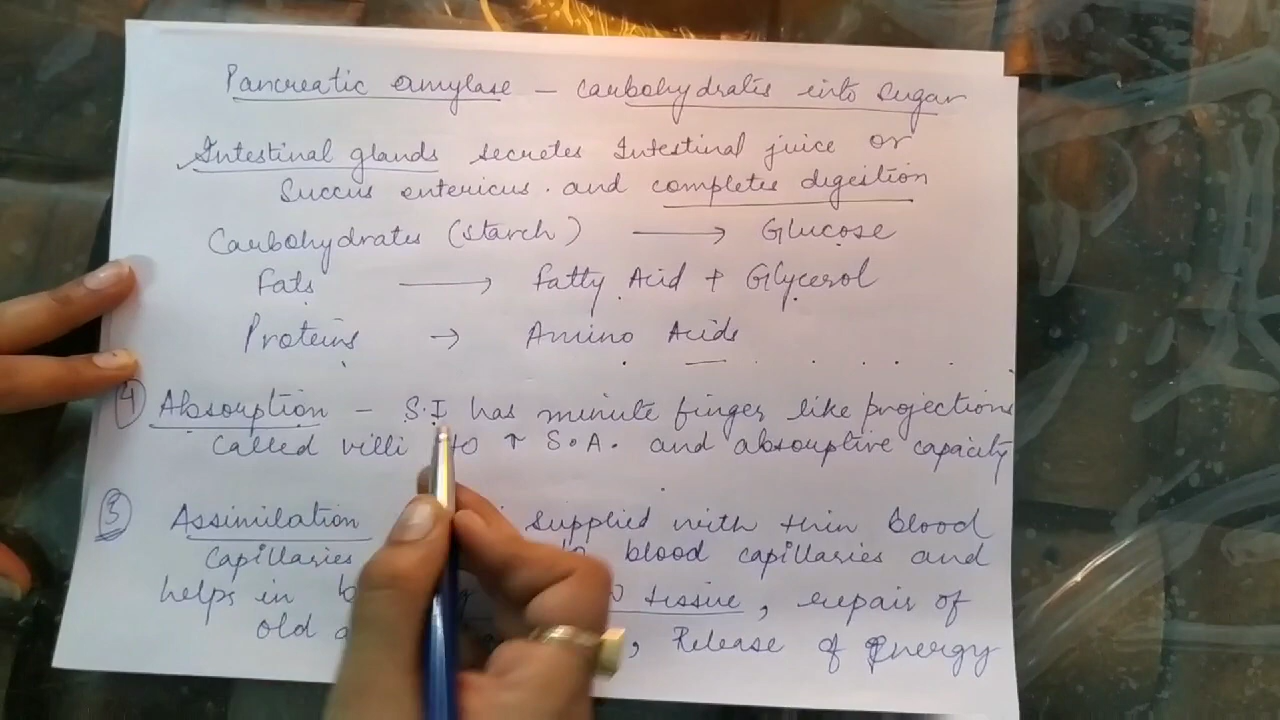 Pancreatic amylase – carbohydrates into sugar
Intestinal glands secretes Intestinal juice or
Succus entericus. and completes digestion
Carbohydrates (starch) → Glucose
Fats → Fatty Acid + Glycerol
Proteins → Amino Acids
④ Absorption – S.I has minute finger like projections
called villi to ↑ S.A. and absorptive capacity
Assimilation supplied with thin blood
capillaries blood capillaries and
helps in tissue, repair of
old , Release of Energy